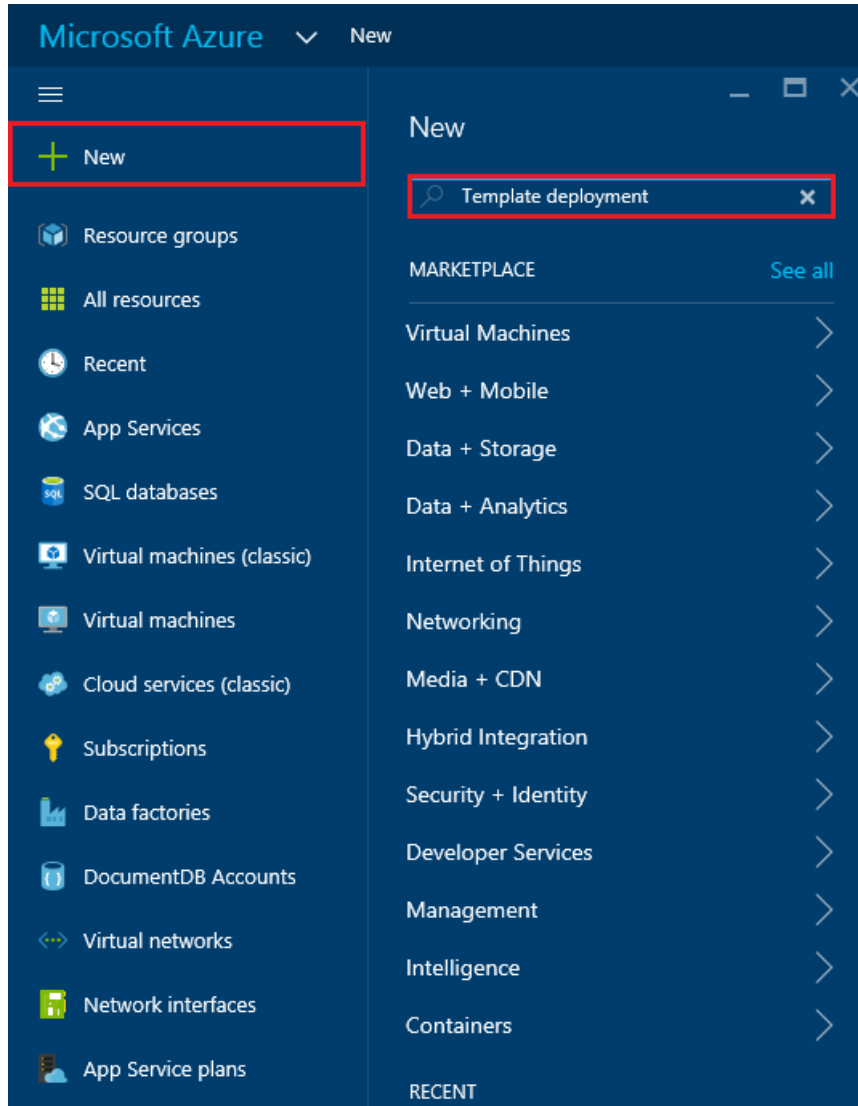 Microsoft Azure New
New
Resource groups
All resources
Recent
App Services
SQL databases
Virtual machines (classic)
Virtual machines
Cloud services (classic)
Subscriptions
Data factories
DocumentDB Accounts
Virtual networks
Network interfaces
App Service plans
New
Template deployment
MARKETPLACE See all
Virtual Machines
Web + Mobile
Data + Storage
Data + Analytics
Internet of Things
Networking
Media + CDN
Hybrid Integration
Security + Identity
Developer Services
Management
Intelligence
Containers
RECENT